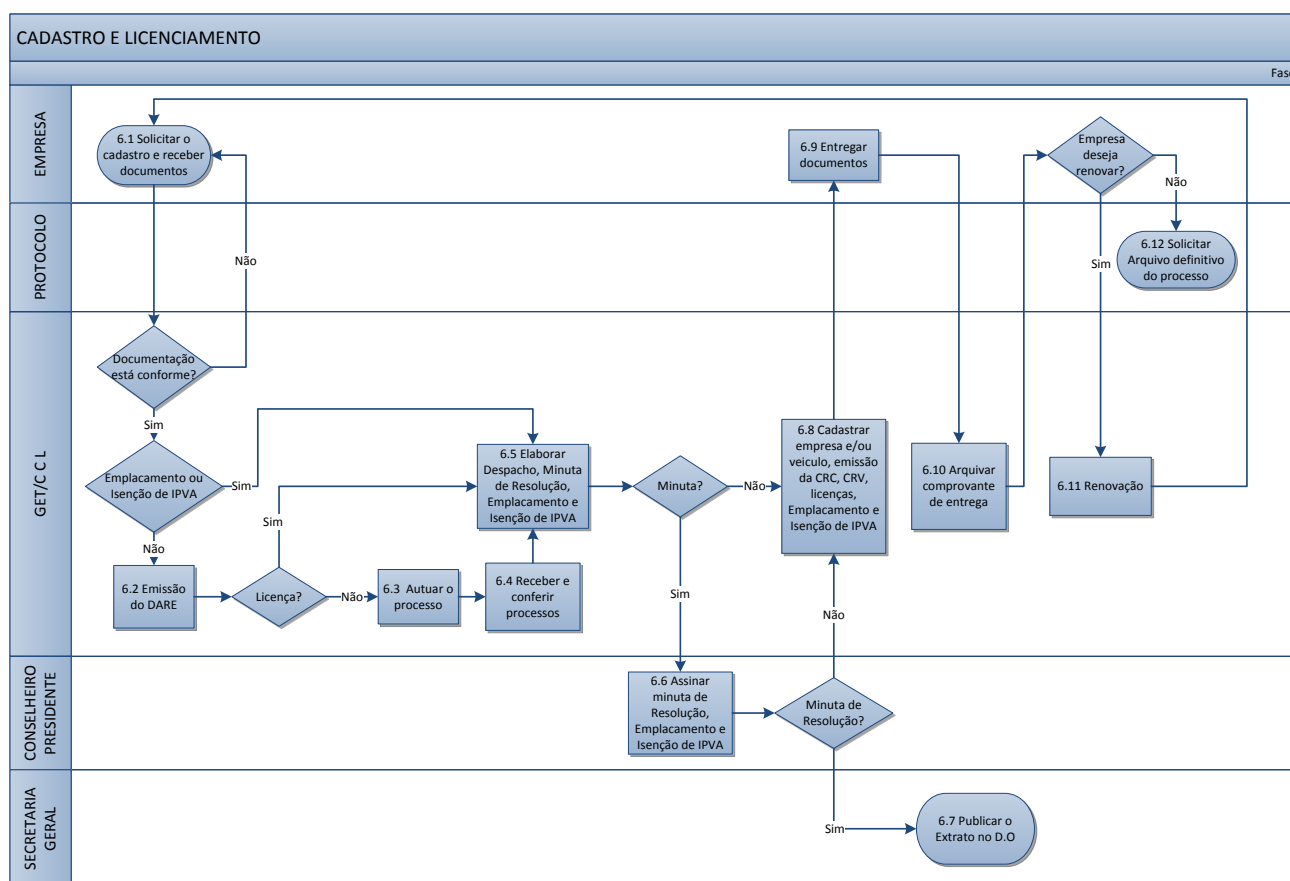 CADASTRO E LICENCIAMENTO
Fase
EMPRESA
6.1 Solicitar o
cadastro e receber
documentos
6.9 Entregar
documentos
Empresa
deseja
renovar?
Não
PROTOCOLO
Não
Sim
6.12 Solicitar
Arquivo definitivo
do processo
GET/C C L
Documentação
está conforme?
Sim
Emplacamento ou
Isenção de IPVA
Sim
Não
6.2 Emissão
do DARE
Licença?
Sim
Não
6.3 Autuar o
processo
6.4 Receber e
conferir
processos
6.5 Elaborar
Despacho, Minuta
de Resolução,
Emplacamento e
Isenção de IPVA
Minuta?
Não
Sim
6.8 Cadastrar
empresa e/ou
veiculo, emissão
da CRC, CRV,
licenças,
Emplacamento e
Isenção de IPVA
Não
6.10 Arquivar
comprovante
de entrega
6.11 Renovação
CONSELHEIRO
PRESIDENTE
6.6 Assinar
minuta de
Resolução,
Emplacamento e
Isenção de IPVA
Minuta de
Resolução?
SECRETARIA
GERAL
Sim
6.7 Publicar o
Extrato no D.O